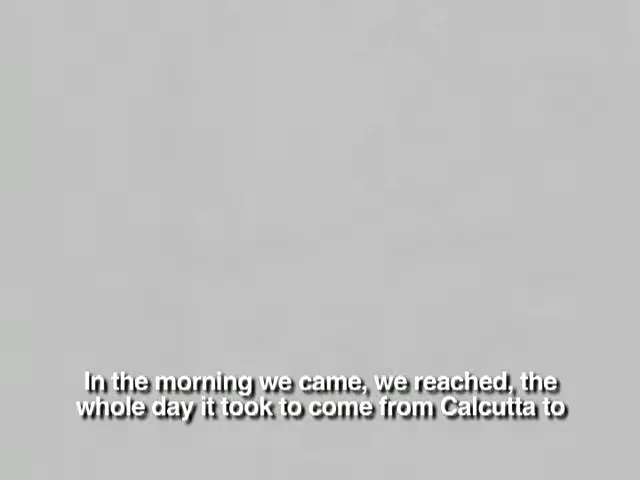 In the morning we came, we reached, the
whole day it took to come from Calcutta to